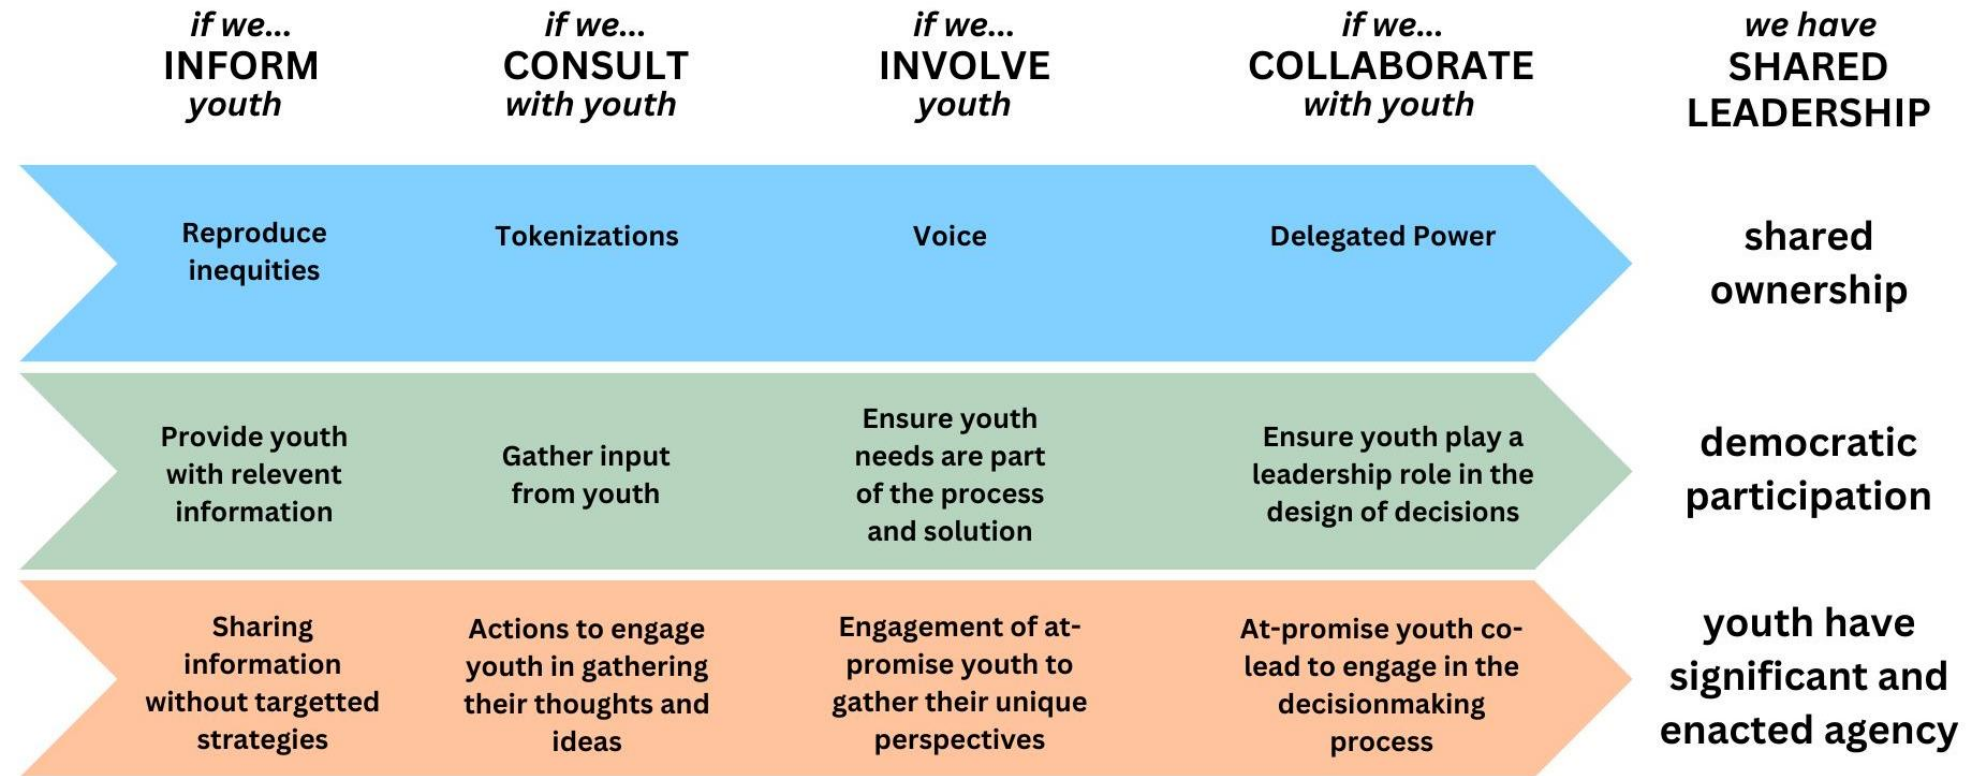 if we...
INFORM
youth
if we...
CONSULT
with youth
if we...
INVOLVE
youth
if we...
COLLABORATE
with youth
we have
SHARED
LEADERSHIP
Reproduce
inequities
Tokenizations
Voice
Delegated Power
shared
ownership
Provide youth
with relevent
information
Gather input
from youth
Ensure youth
needs are part
of the process
and solution
Ensure youth play a
leadership role in the
design of decisions
democratic
participation
Sharing
information
without targetted
strategies
Actions to engage
youth in gathering
their thoughts and
ideas
Engagement of at-
promise youth to
gather their unique
perspectives
At-promise youth co-
lead to engage in the
decisionmaking
process
youth have
significant and
enacted agency